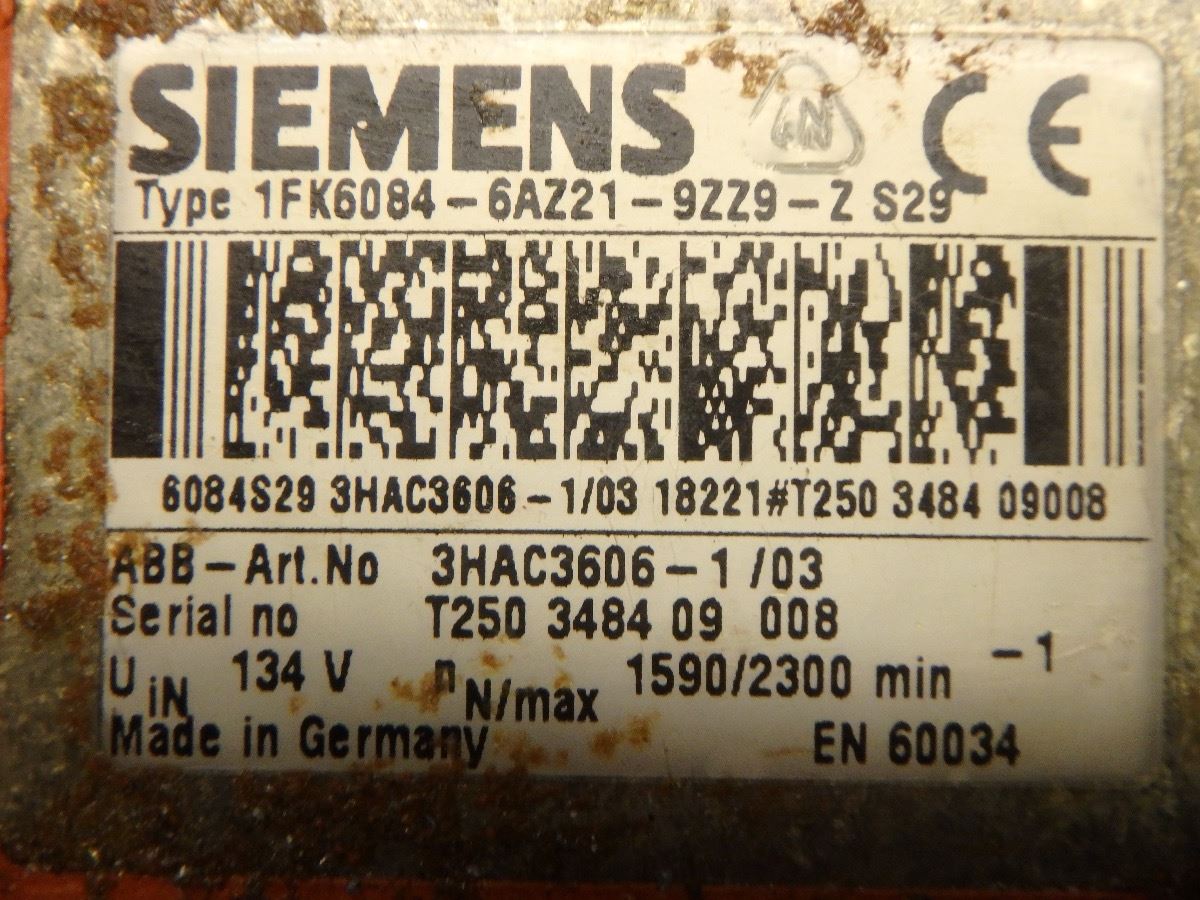 SIEMENS CE
Type 1FK6084-6AZ21-9ZZ9-Z S29
6084S29 3HAC3606-1/03 18221#T250 3484 09008
ABB-Art.No 3HAC3606-1/03
Serial no T250 3484 09 008
U IN 134 V n N/max 1590/2300 min -1
Made in Germany EN 60034